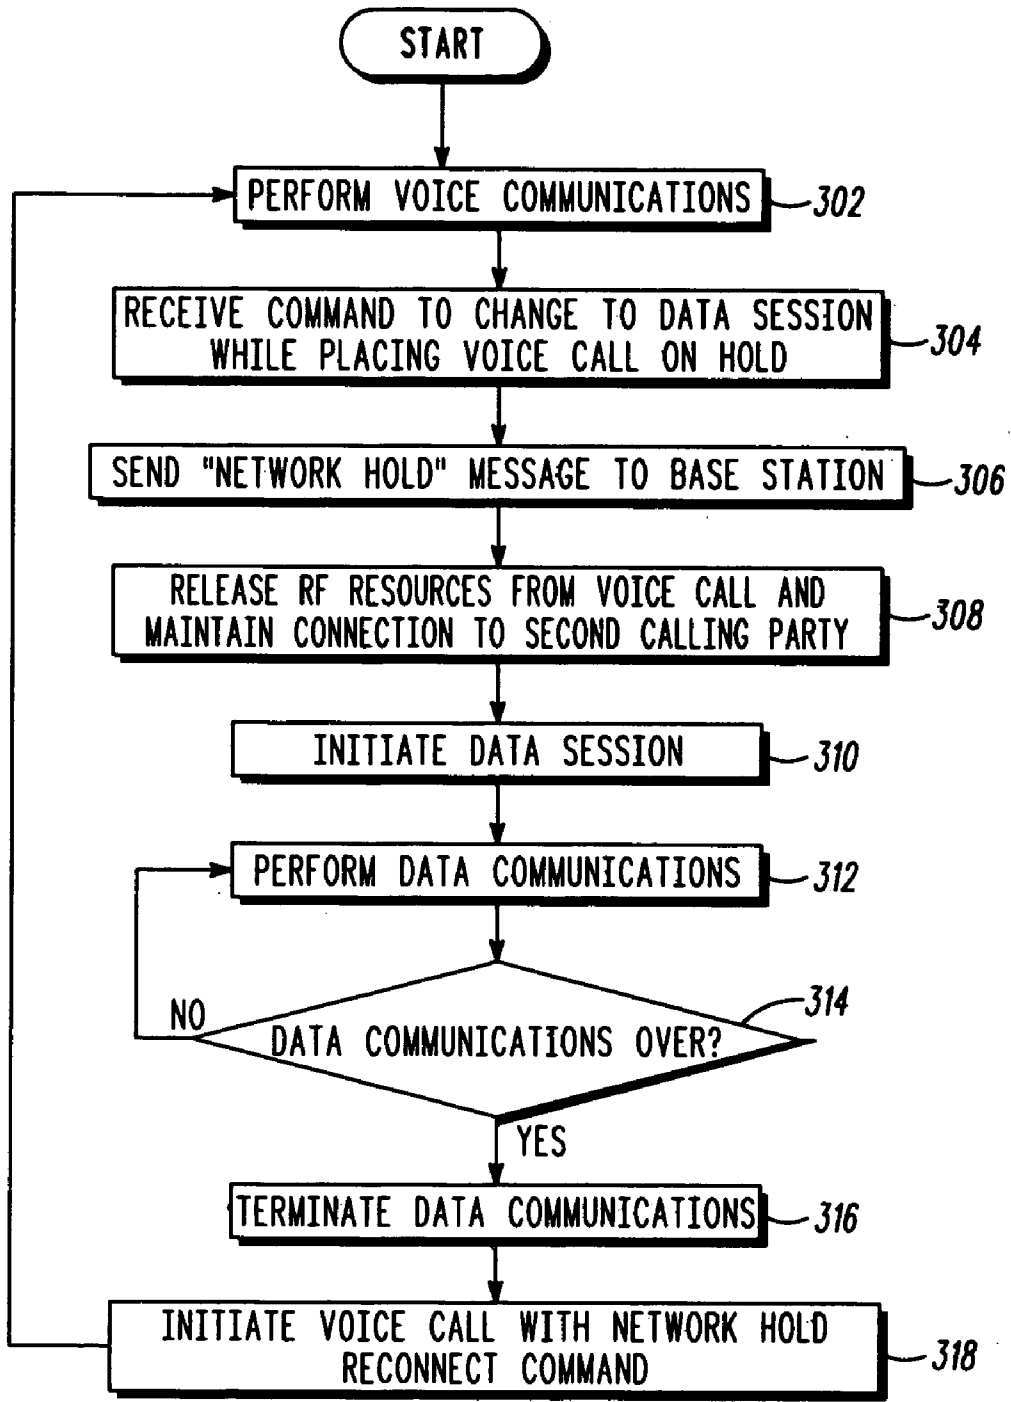 START
PERFORM VOICE COMMUNICATIONS
302
RECEIVE COMMAND TO CHANGE TO DATA SESSION
WHILE PLACING VOICE CALL ON HOLD
304
SEND "NETWORK HOLD" MESSAGE TO BASE STATION
306
RELEASE RF RESOURCES FROM VOICE CALL AND
MAINTAIN CONNECTION TO SECOND CALLING PARTY
308
INITIATE DATA SESSION
310
PERFORM DATA COMMUNICATIONS
312
314
NO
DATA COMMUNICATIONS OVER?
YES
TERMINATE DATA COMMUNICATIONS
316
INITIATE VOICE CALL WITH NETWORK HOLD
RECONNECT COMMAND
318